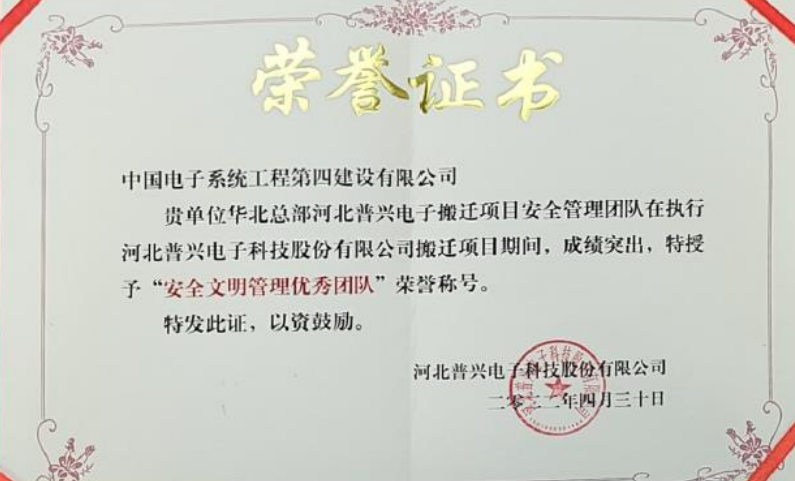 荣誉证书
中国电子系统工程第四建设有限公司
贵单位华北总部河北普兴电子搬迁项目安全管理团队在执行
河北普兴电子科技股份有限公司搬迁项目期间，成绩突出，特授
予“安全文明管理优秀团队”荣誉称号。
特发此证，以资鼓励。
河北普兴电子科技股份有限公司
二零二二年四月三十日